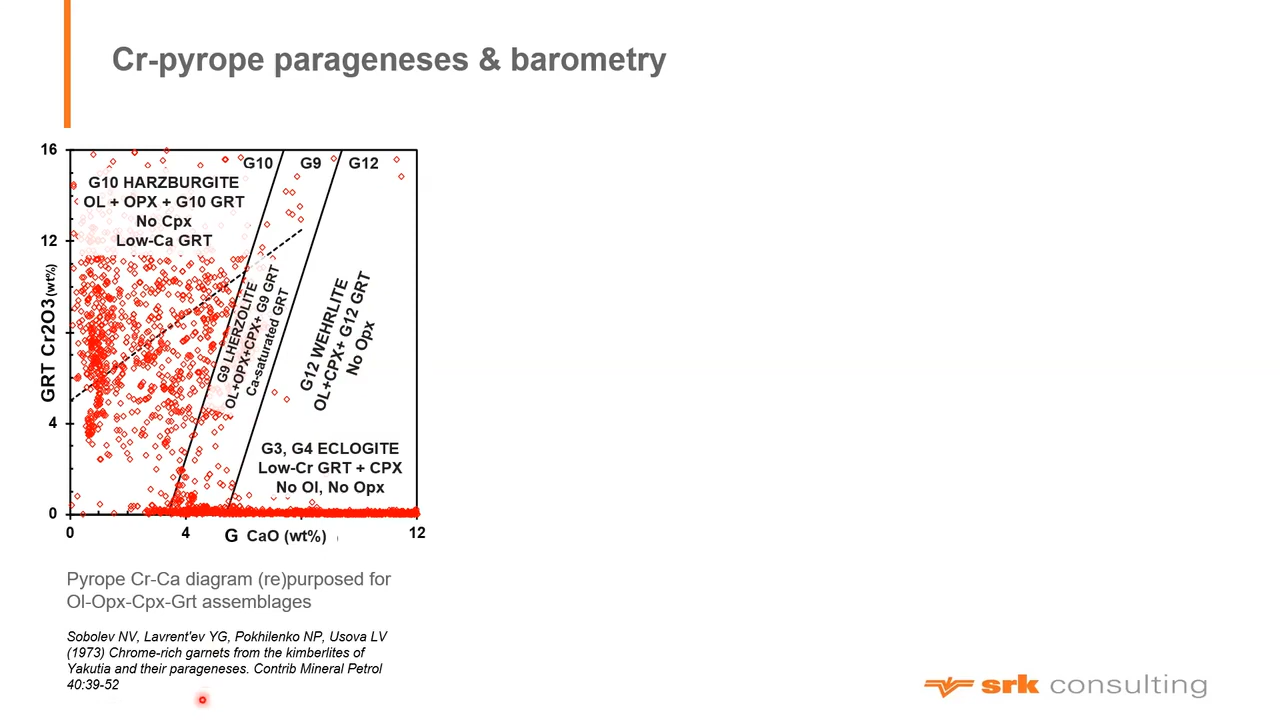 Cr-pyrope parageneses & barometry
16
12
4
0
GRT Cr2O3 (wt%)
G10
G9
G12
G10 HARZBURGITE
OL + OPX + G10 GRT
No Cpx
Low-Ca GRT
G9 LHERZOLITE
OL+OPX+CPX+ G9 GRT
Ca-saturated GRT
G12 WEHRLITE
OL+CPX+ G12 GRT
No Opx
G3, G4 ECLOGITE
Low-Cr GRT + CPX
No Ol, No Opx
0
4
12
G CaO (wt%)
Pyrope Cr-Ca diagram (re)purposed for
Ol-Opx-Cpx-Grt assemblages
Sobolev NV, Lavrent'ev YG, Pokhilenko NP, Usova LV
(1973) Chrome-rich garnets from the kimberlites of
Yakutia and their parageneses. Contrib Mineral Petrol
40:39-52
srk consulting